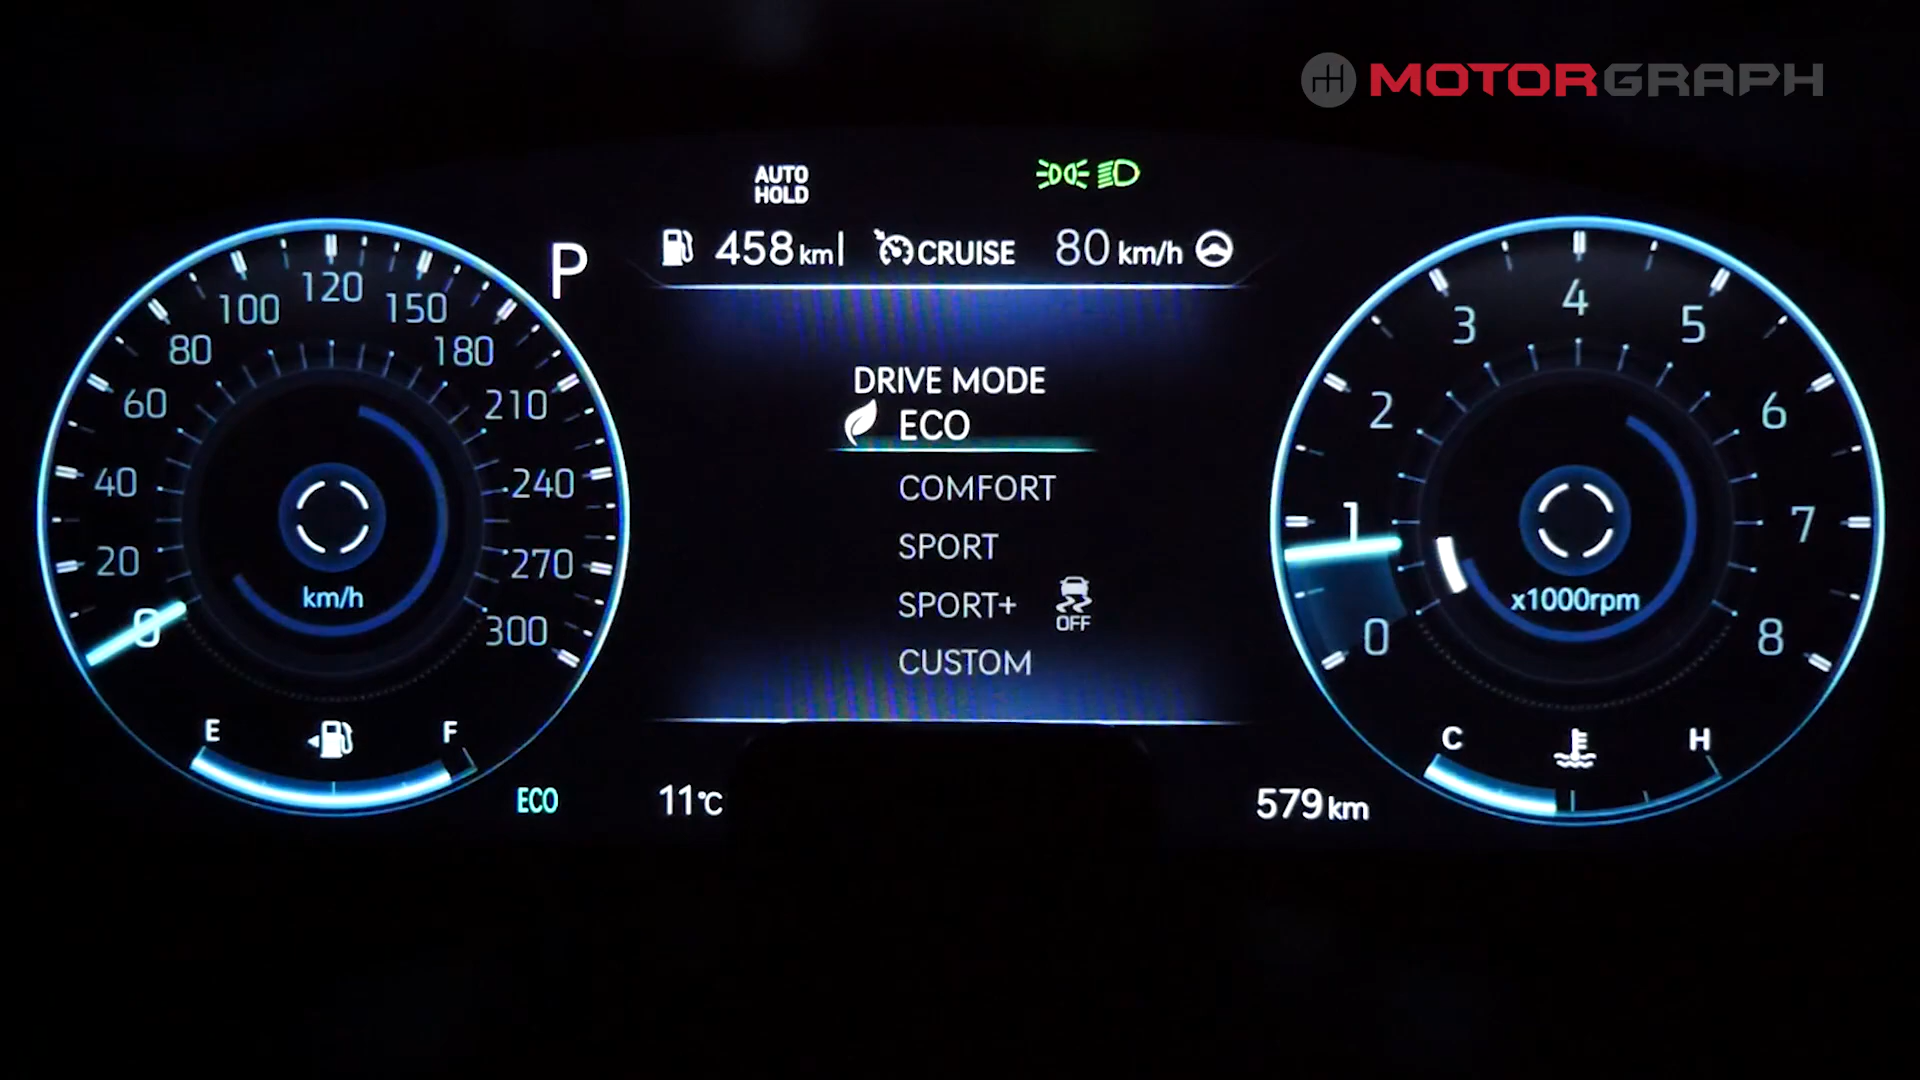 MOTORGRAPH
AUTO
HOLD
458 km
CRUISE
80 km/h
P
0
20
40
60
80
100
120
150
180
210
240
270
300
km/h
E
F
ECO
DRIVE MODE
ECO
COMFORT
SPORT
SPORT+
OFF
CUSTOM
11°C
579 km
0
1
2
3
4
5
6
7
8
x1000rpm
C
H